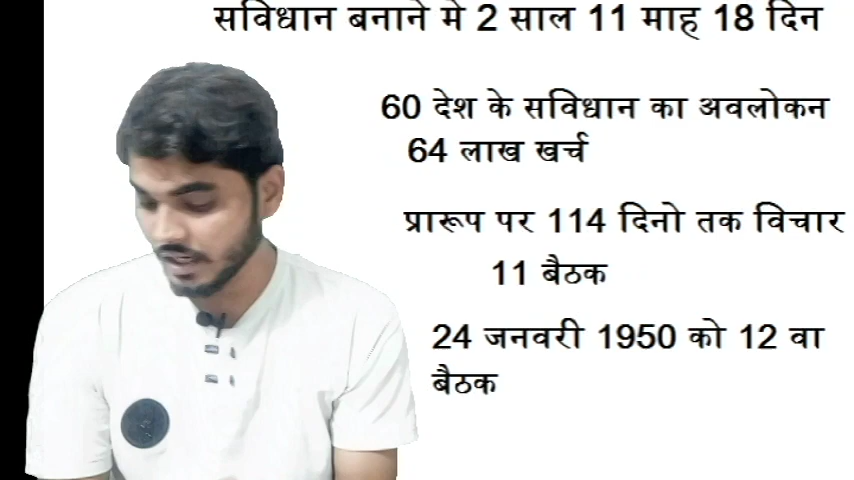 सविधान बनाने मे 2 साल 11 माह 18 दिन
60 देश के सविधान का अवलोकन
64 लाख खर्च
प्रारूप पर 114 दिनो तक विचार
11 बैठक
24 जनवरी 1950 को 12 वा
बैठक